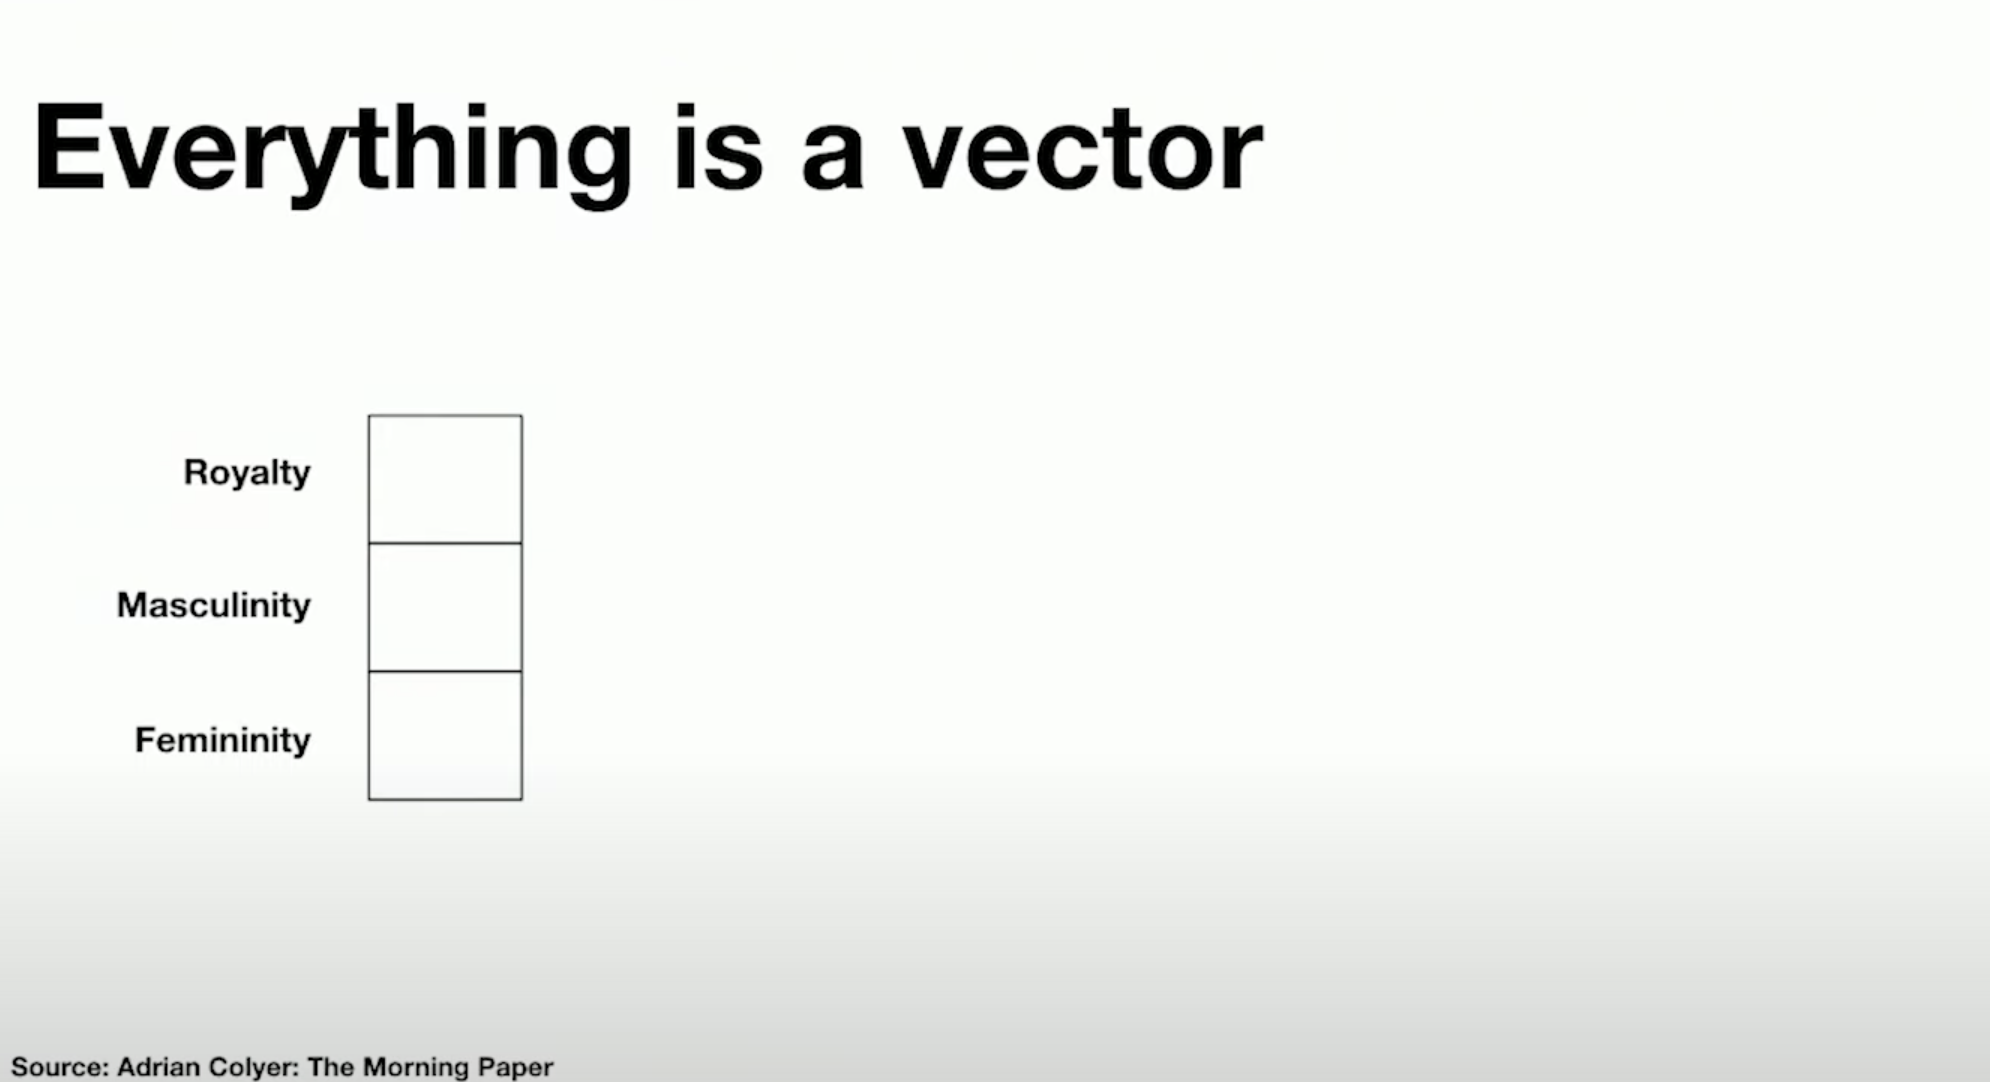 Everything is a vector
Royalty
Masculinity
Femininity
Source: Adrian Colyer: The Morning Paper